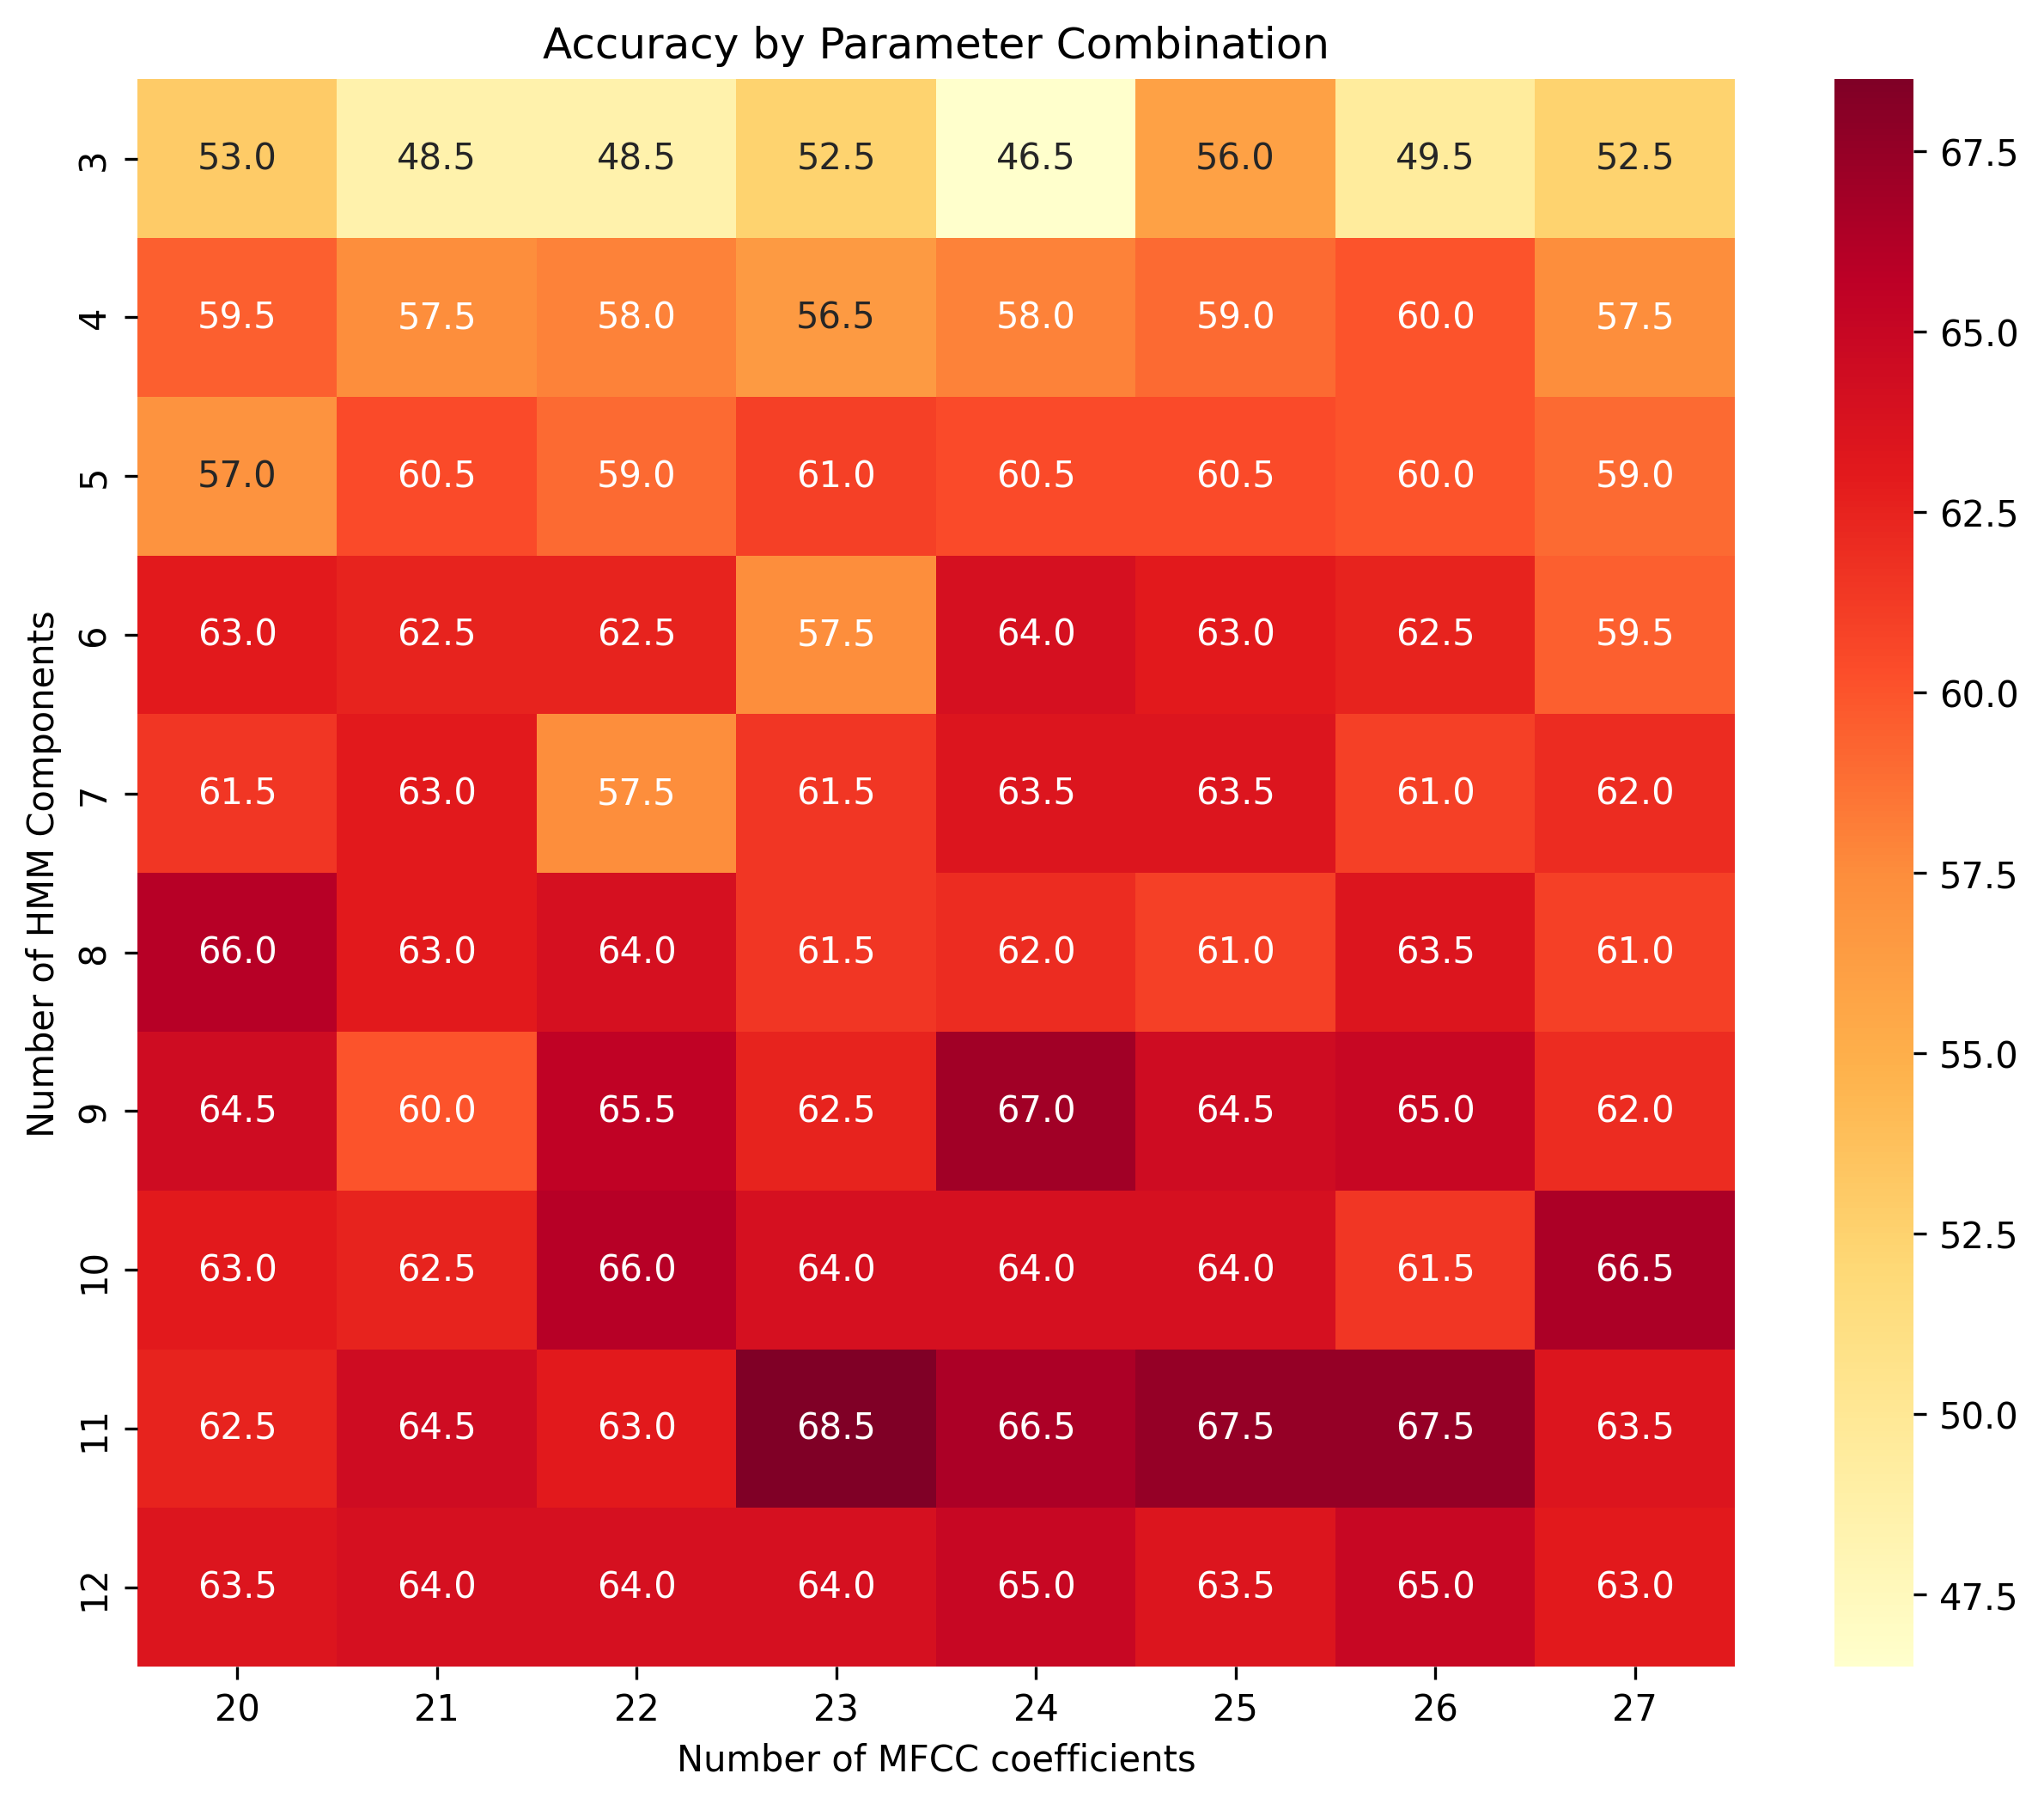 Accuracy by Parameter Combination
3 53.0 48.5 48.5 52.5 46.5 56.0 49.5 52.5
4 59.5 57.5 58.0 56.5 58.0 59.0 60.0 57.5
5 57.0 60.5 59.0 61.0 60.5 60.5 60.0 59.0
6 63.0 62.5 62.5 57.5 64.0 63.0 62.5 59.5
7 61.5 63.0 57.5 61.5 63.5 63.5 61.0 62.0
8 66.0 63.0 64.0 61.5 62.0 61.0 63.5 61.0
9 64.5 60.0 65.5 62.5 67.0 64.5 65.0 62.0
10 63.0 62.5 66.0 64.0 64.0 64.0 61.5 66.5
11 62.5 64.5 63.0 68.5 66.5 67.5 67.5 63.5
12 63.5 64.0 64.0 64.0 65.0 63.5 65.0 63.0
20 21 22 23 24 25 26 27
Number of MFCC coefficients
Number of HMM Components
67.5
65.0
62.5
60.0
57.5
55.0
52.5
50.0
47.5